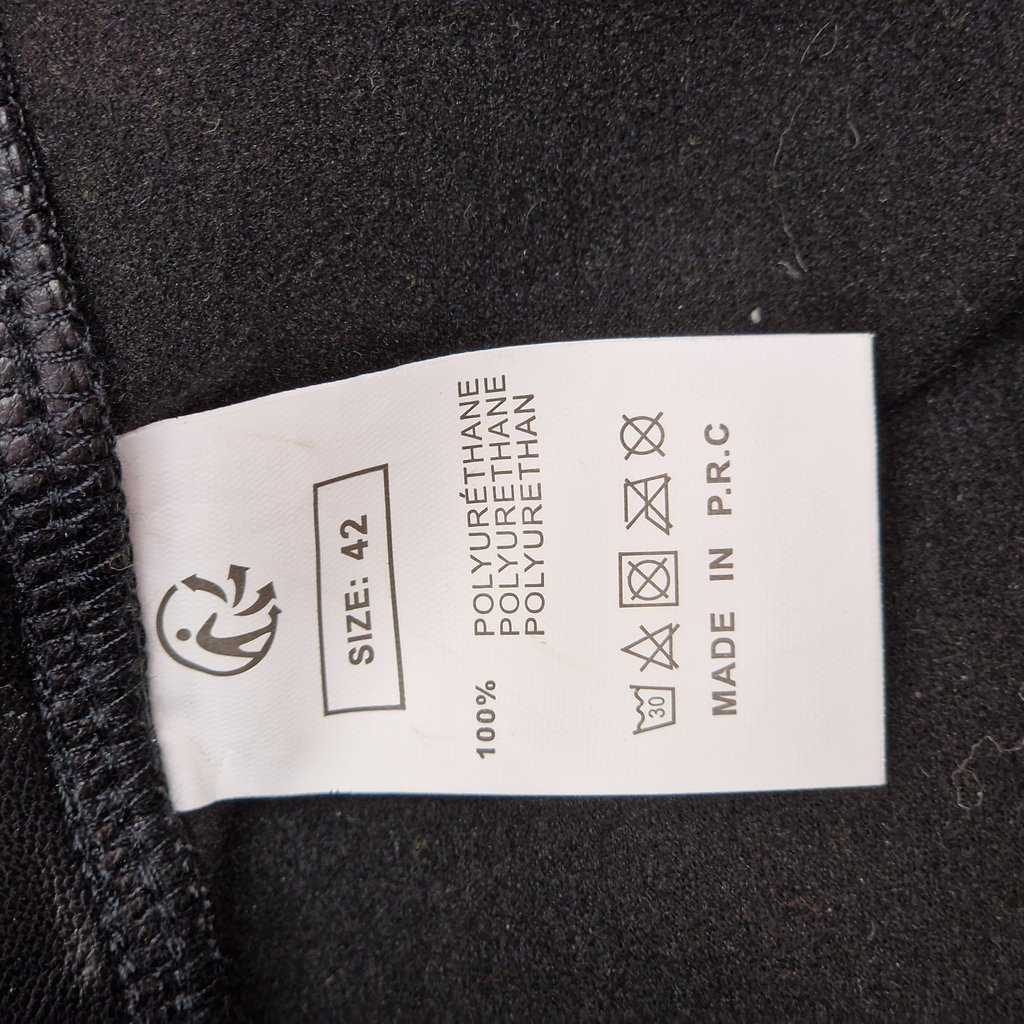 SIZE: 42
100% POLYURÉTHANE
POLYURETHANE
POLYURETHAN
30
MADE IN P.R.C